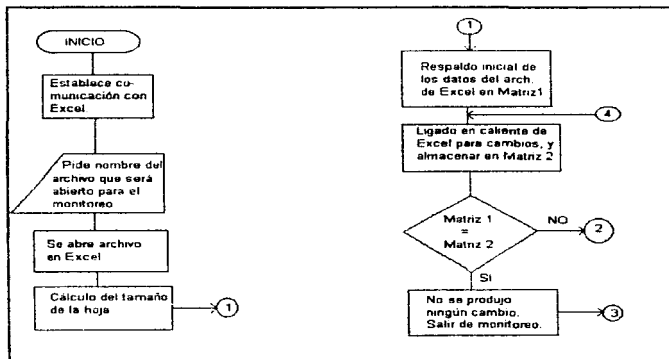 INICIO
Establece co-
municación con
Excel.
Pide nombre del
archivo que será
abierto para el
monitoreo
Se abre archivo
en Excel
Cálculo del tamaño
de la hoja
1
1
Respaldo inicial de
los datos del arch.
de Excel en Matriz1
4
Ligado en caliente de
Excel para cambios, y
almacenar en Matriz 2
Matriz 1
=
Matriz 2
NO
2
SI
No se produjo
ningún cambio.
Salir de monitoreo.
3